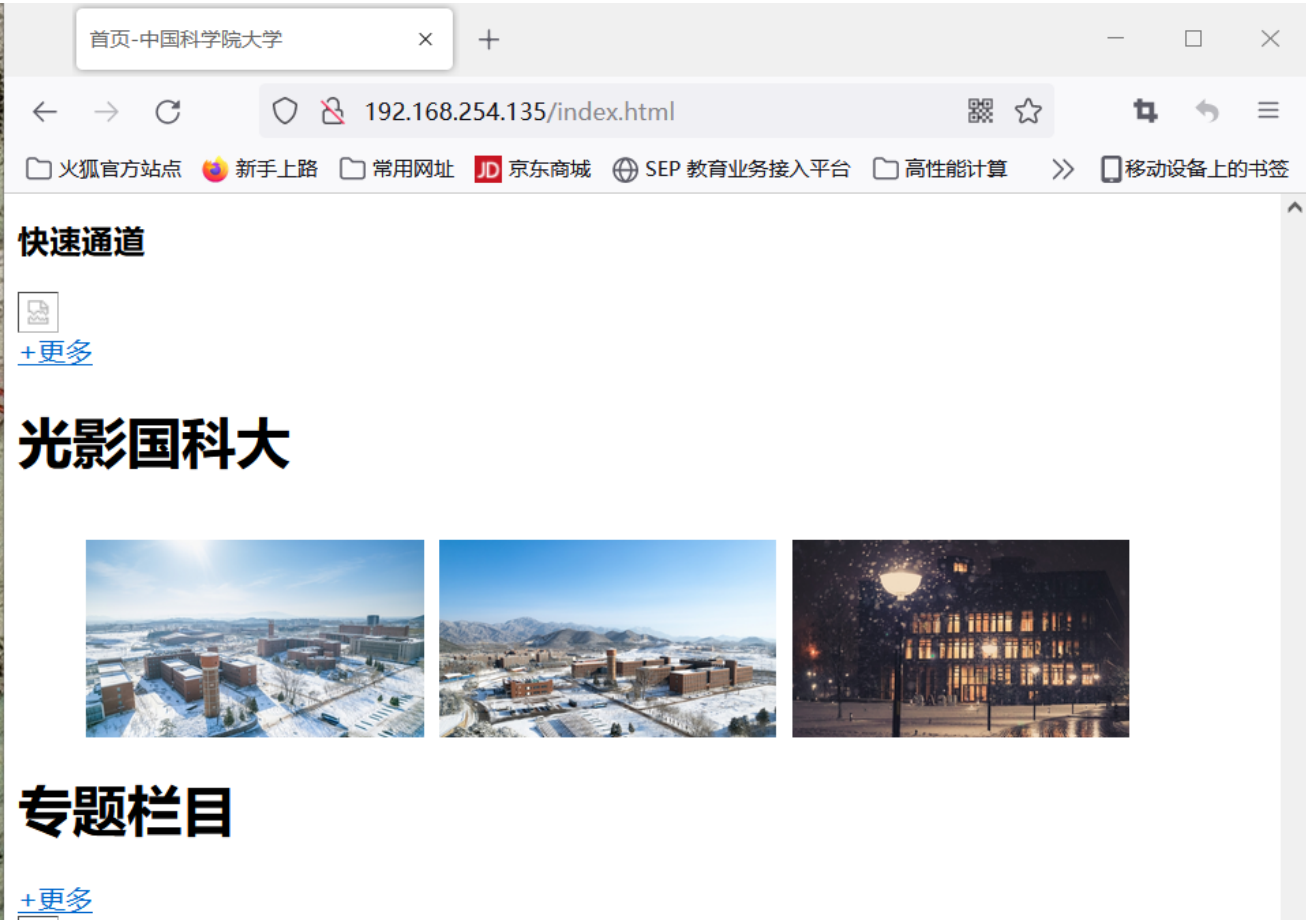 首页-中国科学院大学
192.168.254.135/index.html
火狐官方站点 新手上路 常用网址 JD 京东商城 SEP 教育业务接入平台 高性能计算 移动设备上的书签
快速通道
+更多
光影国科大
专题栏目
+更多